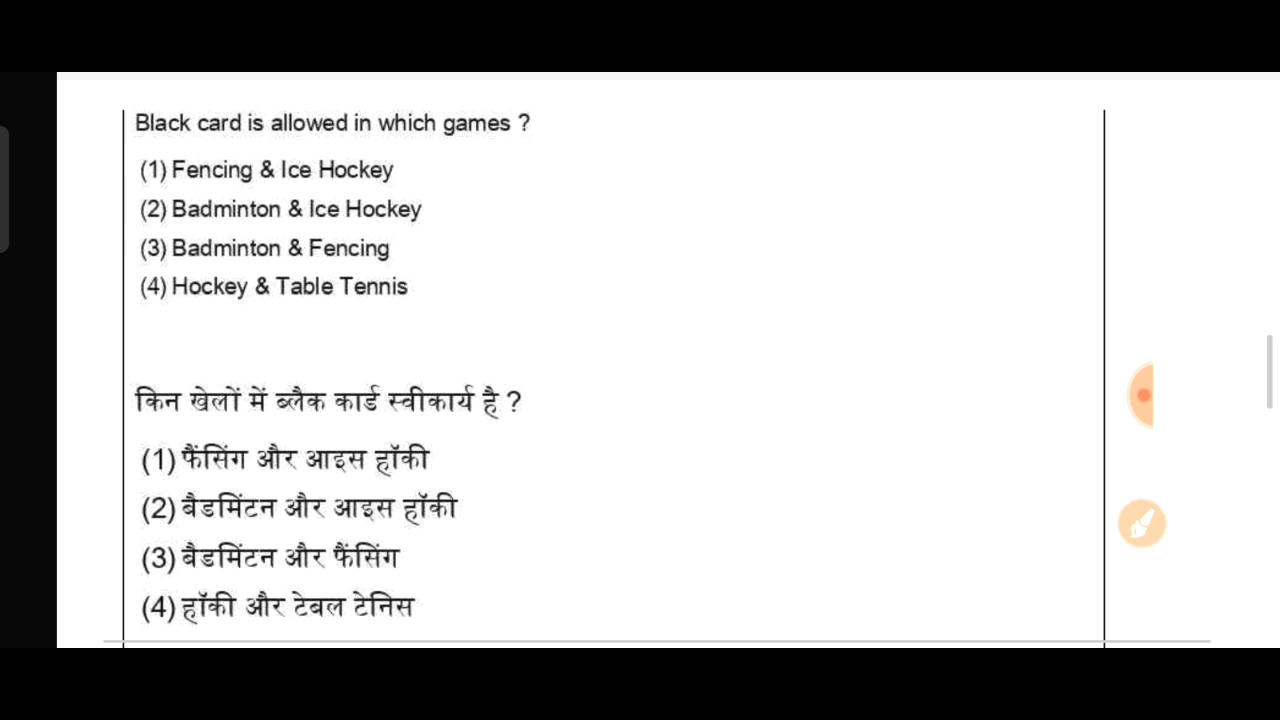 Black card is allowed in which games ?
(1) Fencing & Ice Hockey
(2) Badminton & Ice Hockey
(3) Badminton & Fencing
(4) Hockey & Table Tennis
किन खेलों में ब्लैक कार्ड स्वीकार्य है ?
(1) फैंसिंग और आइस हॉकी
(2) बैडमिंटन और आइस हॉकी
(3) बैडमिंटन और फैंसिंग
(4) हॉकी और टेबल टेनिस